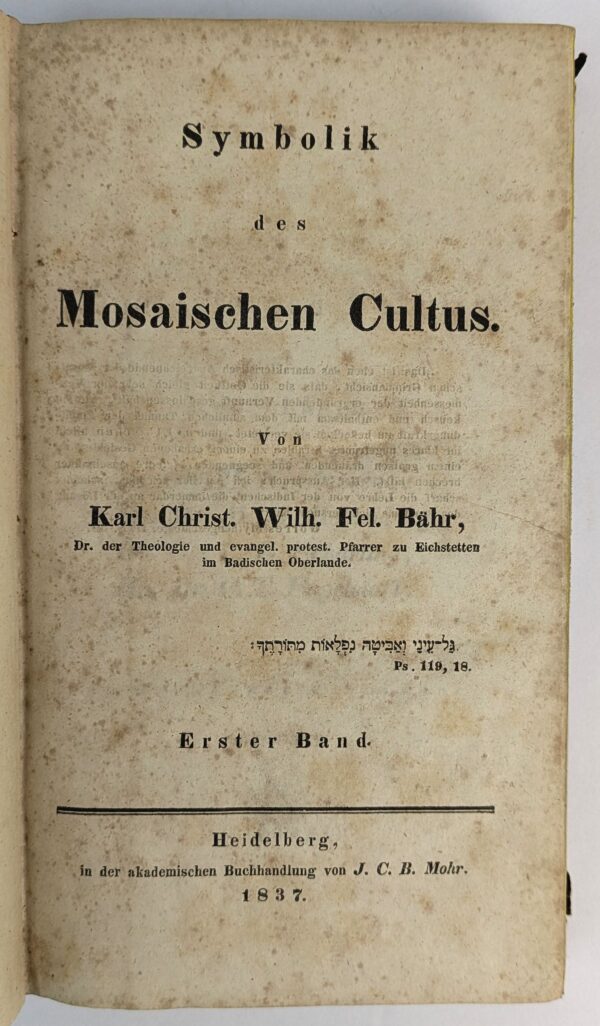 Symbolik
des
Mosaischen Cultus.
Von
Karl Christ. Wilh. Fel. Bähr,
Dr. der Theologie und evangel. protest. Pfarrer zu Eichstetten
im Badischen Oberlande.
גַּל־עֵינַי וְאַבִּיטָה נִפְלָאוֹת מִתּוֹרָתֶךָ׃
Ps. 119, 18.
Erster Band.
Heidelberg,
in der akademischen Buchhandlung von J. C. B. Mohr.
1837.